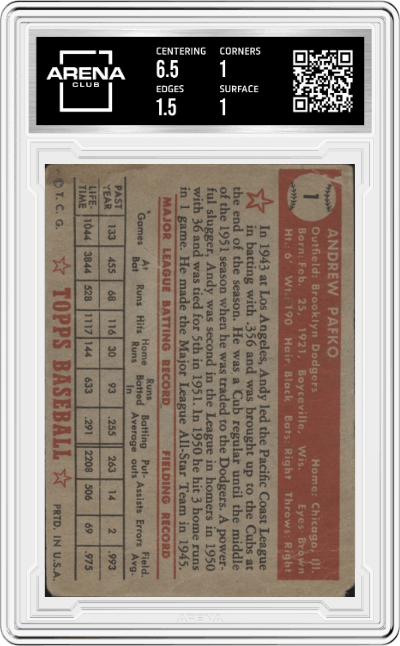 ARENA
CLUB
CENTERING
6.5
CORNERS
1
EDGES
1.5
SURFACE
1
1
ANDREW PAFKO
Outfield: Brooklyn Dodgers Home: Chicago, Ill.
Born: Feb. 25, 1921, Boyceville, Wis. Eyes: Brown
Ht.: 6' Wt.: 190 Hair: Black Bats: Right Throws: Right
In 1943 at Los Angeles, Andy led the Pacific Coast League
in batting with .356 and was brought up to the Cubs at
the end of the season. He was a Cub regular until the middle
of the 1951 season when he was traded to the Dodgers. A power-
ful slugger, Andy was second in the League in homers in 1950
with 36 and was tied for 5th in 1951. In 1950 he hit 3 home runs
in 1 game. He made the Major League All-Star Team in 1945.
MAJOR LEAGUE BATTING RECORD FIELDING RECORD
Games At Bat Runs Hits Home Runs Runs Batted In Batting Average Put-outs Assists Errors Field. Avg.
PAST YEAR 133 455 68 116 30 93 .255 263 14 2 .993
LIFE-TIME 1044 3844 528 1117 144 633 .291 2208 506 69 .975
© T. C. G. TOPPS BASEBALL PRTD. IN U.S.A.
ARENA